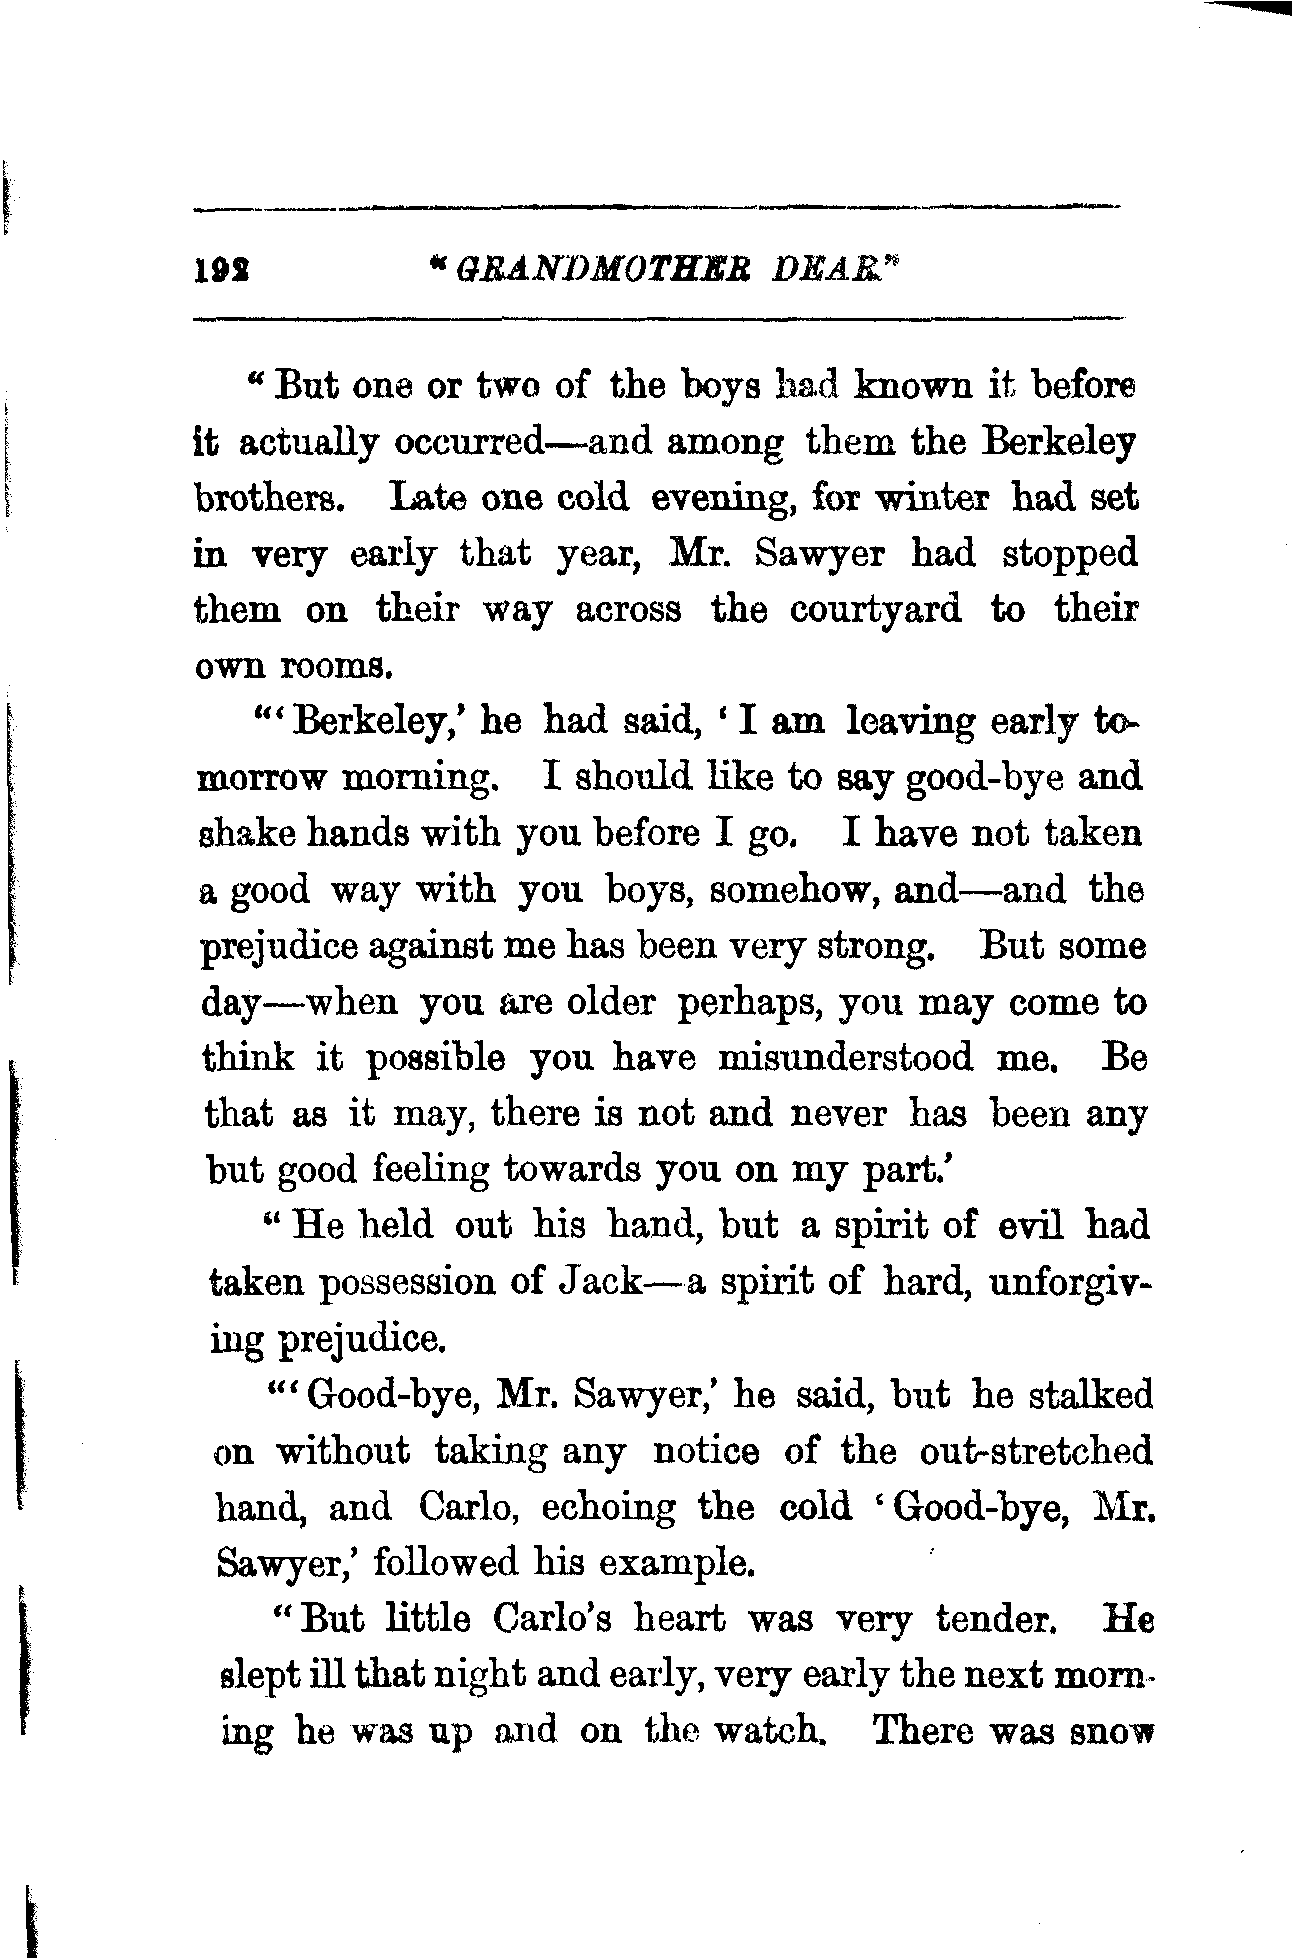 192 "GRANDMOTHER DEAR"
"But one or two of the boys had known it before
it actually occurred—and among them the Berkeley
brothers. Late one cold evening, for winter had set
in very early that year, Mr. Sawyer had stopped
them on their way across the courtyard to their
own rooms.
"'Berkeley,' he had said, 'I am leaving early to-
morrow morning. I should like to say good-bye and
shake hands with you before I go. I have not taken
a good way with you boys, somehow, and—and the
prejudice against me has been very strong. But some
day—when you are older perhaps, you may come to
think it possible you have misunderstood me. Be
that as it may, there is not and never has been any
but good feeling towards you on my part.'
"He held out his hand, but a spirit of evil had
taken possession of Jack—a spirit of hard, unforgiv-
ing prejudice.
"'Good-bye, Mr. Sawyer,' he said, but he stalked
on without taking any notice of the out-stretched
hand, and Carlo, echoing the cold 'Good-bye, Mr.
Sawyer,' followed his example.
"But little Carlo's heart was very tender. He
slept ill that night and early, very early the next morn-
ing he was up and on the watch. There was snow